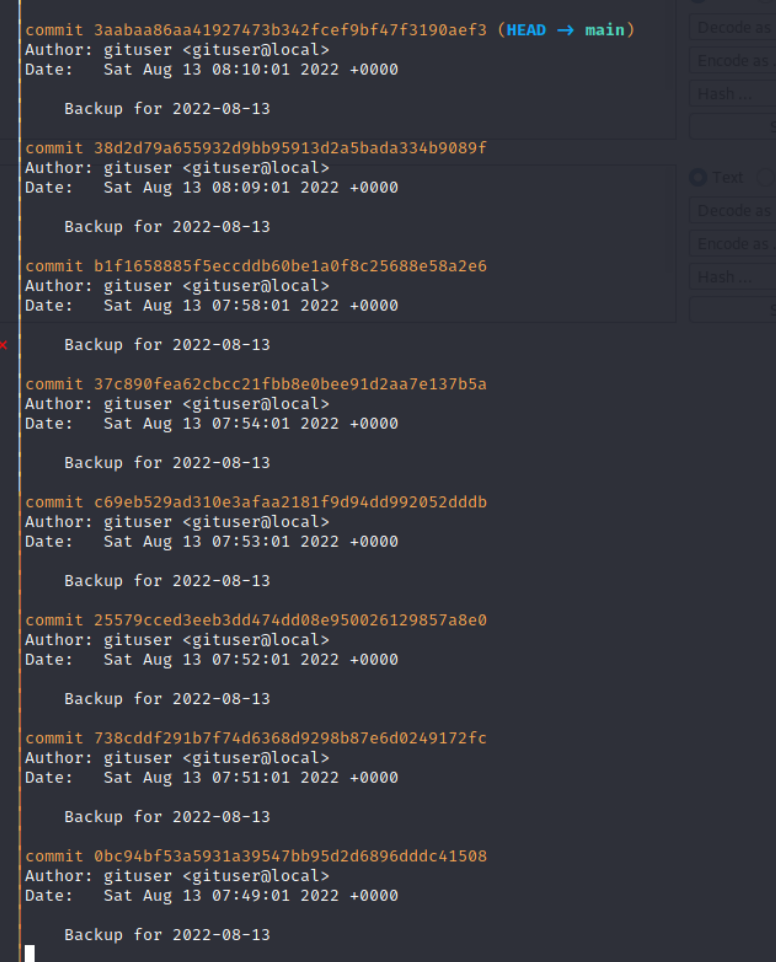 commit 3aabaa86aa41927473b342fcef9bf47f3190aef3 (HEAD → main)
Author: gituser <gituser@local>
Date:   Sat Aug 13 08:10:01 2022 +0000
Backup for 2022-08-13
commit 38d2d79a655932d9bb95913d2a5bada334b9089f
Author: gituser <gituser@local>
Date:   Sat Aug 13 08:09:01 2022 +0000
Backup for 2022-08-13
commit b1f1658885f5eccddb60be1a0f8c25688e58a2e6
Author: gituser <gituser@local>
Date:   Sat Aug 13 07:58:01 2022 +0000
Backup for 2022-08-13
commit 37c890fea62cbcc21fbb8e0bee91d2aa7e137b5a
Author: gituser <gituser@local>
Date:   Sat Aug 13 07:54:01 2022 +0000
Backup for 2022-08-13
commit c69eb529ad310e3afaa2181f9d94dd992052dddb
Author: gituser <gituser@local>
Date:   Sat Aug 13 07:53:01 2022 +0000
Backup for 2022-08-13
commit 25579cced3eeb3dd474dd08e950026129857a8e0
Author: gituser <gituser@local>
Date:   Sat Aug 13 07:52:01 2022 +0000
Backup for 2022-08-13
commit 738cddf291b7f74d6368d9298b87e6d0249172fc
Author: gituser <gituser@local>
Date:   Sat Aug 13 07:51:01 2022 +0000
Backup for 2022-08-13
commit 0bc94bf53a5931a39547bb95d2d6896dddc41508
Author: gituser <gituser@local>
Date:   Sat Aug 13 07:49:01 2022 +0000
Backup for 2022-08-13
Decode as
Encode as
Hash ...
Text
Decode as
Encode as
Hash ...